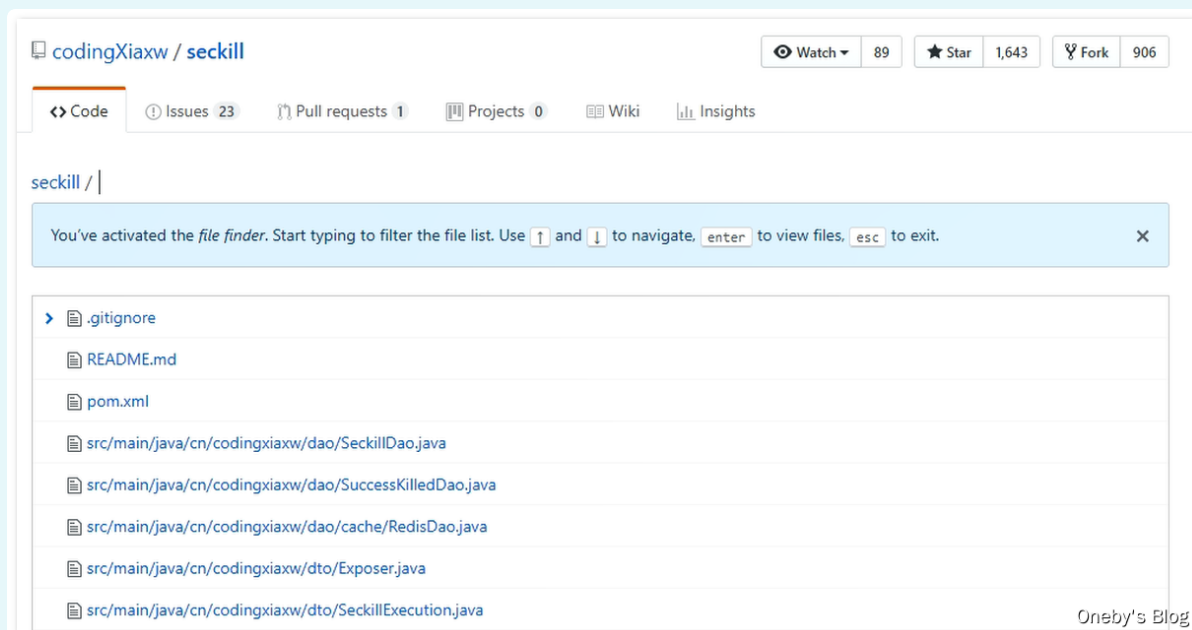 codingXiaxw / seckill Watch 89 Star 1,643 Fork 906
Code Issues 23 Pull requests 1 Projects 0 Wiki Insights
seckill /
You've activated the file finder. Start typing to filter the file list. Use ↑ and ↓ to navigate, enter to view files, esc to exit. ×
.gitignore
README.md
pom.xml
src/main/java/cn/codingxiaxw/dao/SeckillDao.java
src/main/java/cn/codingxiaxw/dao/SuccessKilledDao.java
src/main/java/cn/codingxiaxw/dao/cache/RedisDao.java
src/main/java/cn/codingxiaxw/dto/Exposer.java
src/main/java/cn/codingxiaxw/dto/SeckillExecution.java
Oneby's Blog